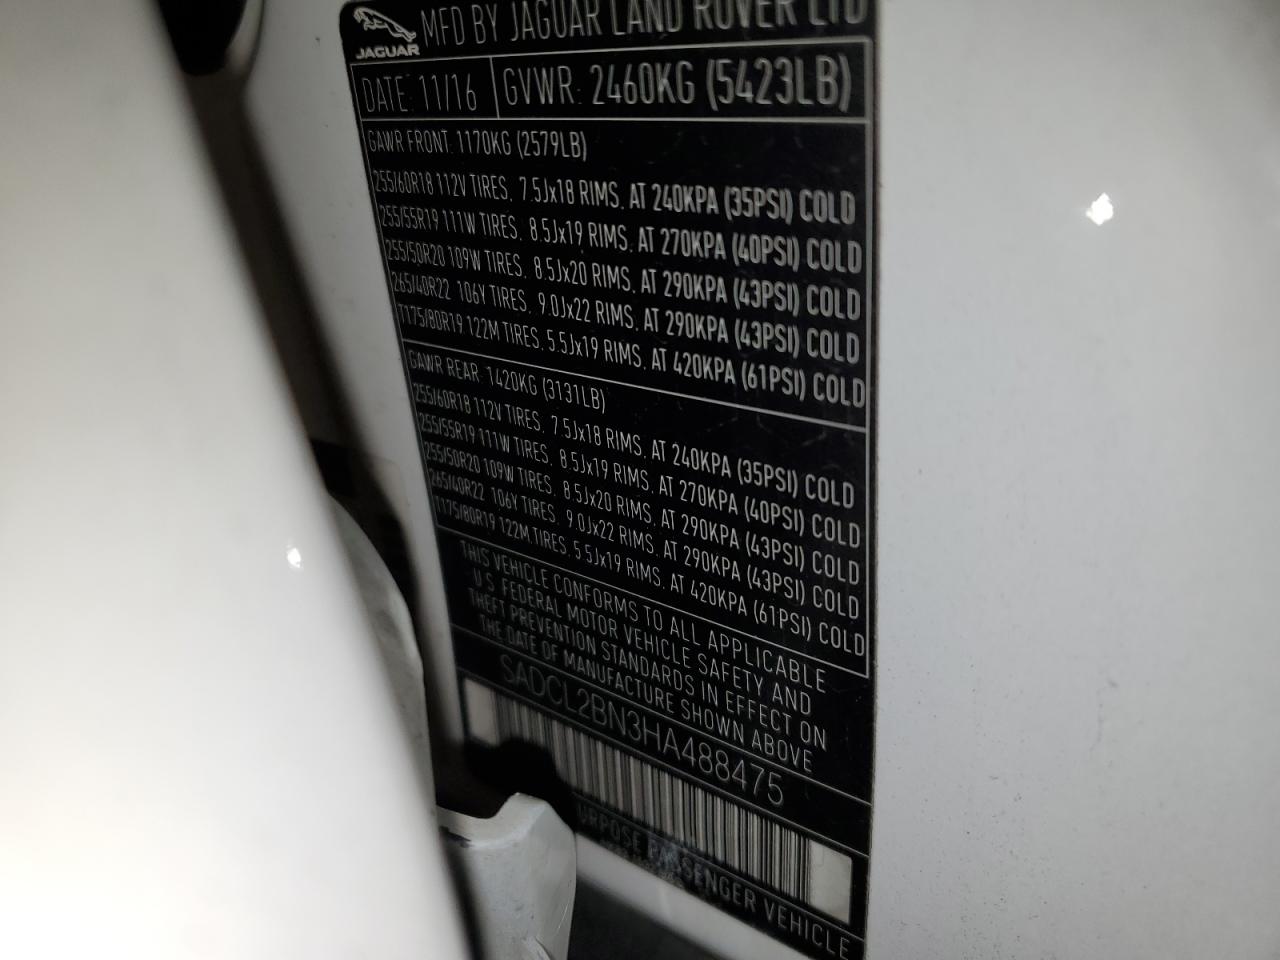 JAGUAR
MFD BY JAGUAR LAND ROVER LTD
DATE: 11/16
GVWR: 2460KG (5423LB)
GAWR FRONT: 1170KG (2579LB)
255/60R18 112V TIRES, 7.5Jx18 RIMS, AT 240KPA (35PSI) COLD
255/55R19 111W TIRES, 8.5Jx19 RIMS, AT 270KPA (40PSI) COLD
255/50R20 109W TIRES, 8.5Jx20 RIMS, AT 290KPA (43PSI) COLD
265/40R22 106Y TIRES, 9.0Jx22 RIMS, AT 290KPA (43PSI) COLD
T175/80R19 122M TIRES, 5.5Jx19 RIMS, AT 420KPA (61PSI) COLD
GAWR REAR: 1420KG (3131LB)
255/60R18 112V TIRES, 7.5Jx18 RIMS, AT 240KPA (35PSI) COLD
255/55R19 111W TIRES, 8.5Jx19 RIMS, AT 270KPA (40PSI) COLD
255/50R20 109W TIRES, 8.5Jx20 RIMS, AT 290KPA (43PSI) COLD
265/40R22 106Y TIRES, 9.0Jx22 RIMS, AT 290KPA (43PSI) COLD
T175/80R19 122M TIRES, 5.5Jx19 RIMS, AT 420KPA (61PSI) COLD
THIS VEHICLE CONFORMS TO ALL APPLICABLE
U.S. FEDERAL MOTOR VEHICLE SAFETY AND
THEFT PREVENTION STANDARDS IN EFFECT ON
THE DATE OF MANUFACTURE SHOWN ABOVE
SADCL2BN3HA488475
URPOSE PASSENGER VEHICLE